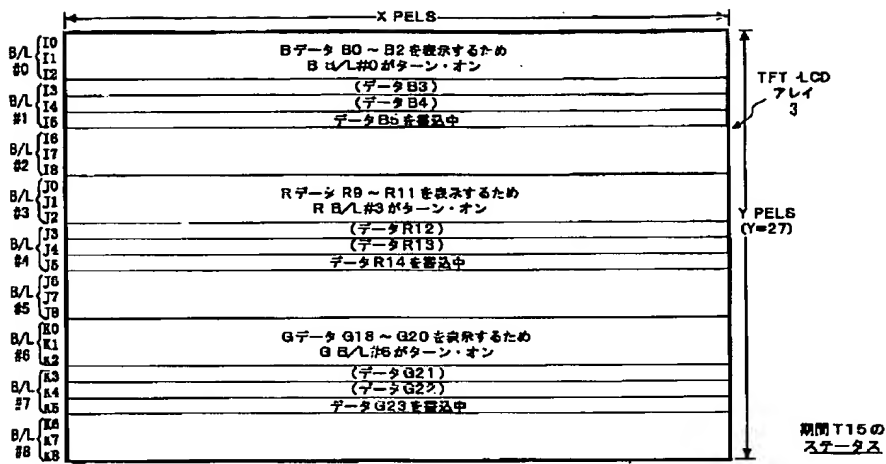 X PELS
B/L #0 I0 I1 I2
Bデータ B0 ~ B2 を表示するため
B B/L#0 がターン・オン
B/L #1 I3 I4 I5
(データB3)
(データB4)
データB5を書込中
TFT-LCD
アレイ
3
B/L #2 I6 I7 I8
B/L #3 J0 J1 J2
Rデータ R9 ~ R11 を表示するため
R B/L#3 がターン・オン
B/L #4 J3 J4 J5
(データR12)
(データR13)
データR14を書込中
Y PELS
(Y=27)
B/L #5 J6 J7 J8
B/L #6 K0 K1 K2
Gデータ G18 ~ G20 を表示するため
G B/L#6 がターン・オン
B/L #7 K3 K4 K5
(データG21)
(データG22)
データG23を書込中
B/L #8 K6 K7 K8
期間T15の
ステータス